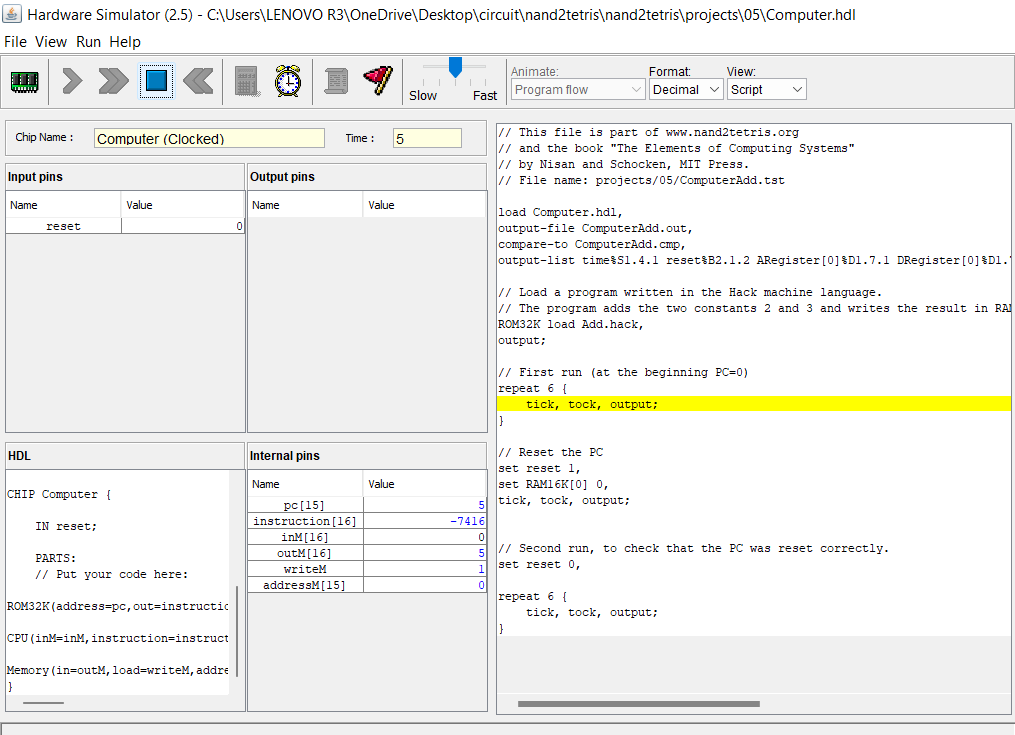 Hardware Simulator (2.5) - C:\Users\LENOVO R3\OneDrive\Desktop\circuit\nand2tetris\nand2tetris\projects\05\Computer.hdl
File View Run Help
Slow Fast
Animate:
Program flow
Format:
Decimal
View:
Script
Chip Name :
Computer (Clocked)
Time :
5
Input pins
Name Value
reset 0
Output pins
Name Value
HDL
CHIP Computer {
IN reset;
PARTS:
// Put your code here:
ROM32K(address=pc,out=instructio
CPU(inM=inM,instruction=instruct
Memory(in=outM,load=writeM,addre
}
Internal pins
Name Value
pc[15] 5
instruction[16] -7416
inM[16] 0
outM[16] 5
writeM 1
addressM[15] 0
// This file is part of www.nand2tetris.org
// and the book "The Elements of Computing Systems"
// by Nisan and Schocken, MIT Press.
// File name: projects/05/ComputerAdd.tst
load Computer.hdl,
output-file ComputerAdd.out,
compare-to ComputerAdd.cmp,
output-list time%S1.4.1 reset%B2.1.2 ARegister[0]%D1.7.1 DRegister[0]%D1.
// Load a program written in the Hack machine language.
// The program adds the two constants 2 and 3 and writes the result in RA
ROM32K load Add.hack,
output;
// First run (at the beginning PC=0)
repeat 6 {
tick, tock, output;
}
// Reset the PC
set reset 1,
set RAM16K[0] 0,
tick, tock, output;
// Second run, to check that the PC was reset correctly.
set reset 0,
repeat 6 {
tick, tock, output;
}